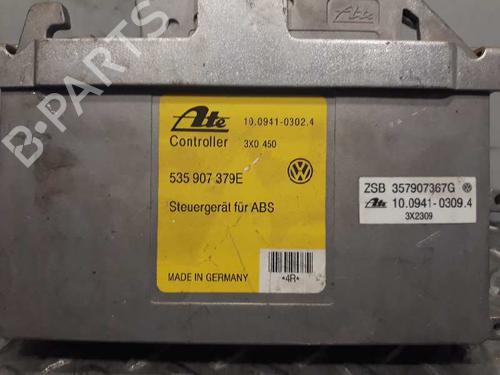 B-PARTS
Ate
Ate 10.0941-0302.4
Controller 3X0 450
535 907 379E
Steuergerät für ABS
MADE IN GERMANY
*4R*
ZSB 357907367G
Ate 10.0941-0309.4
3X2309